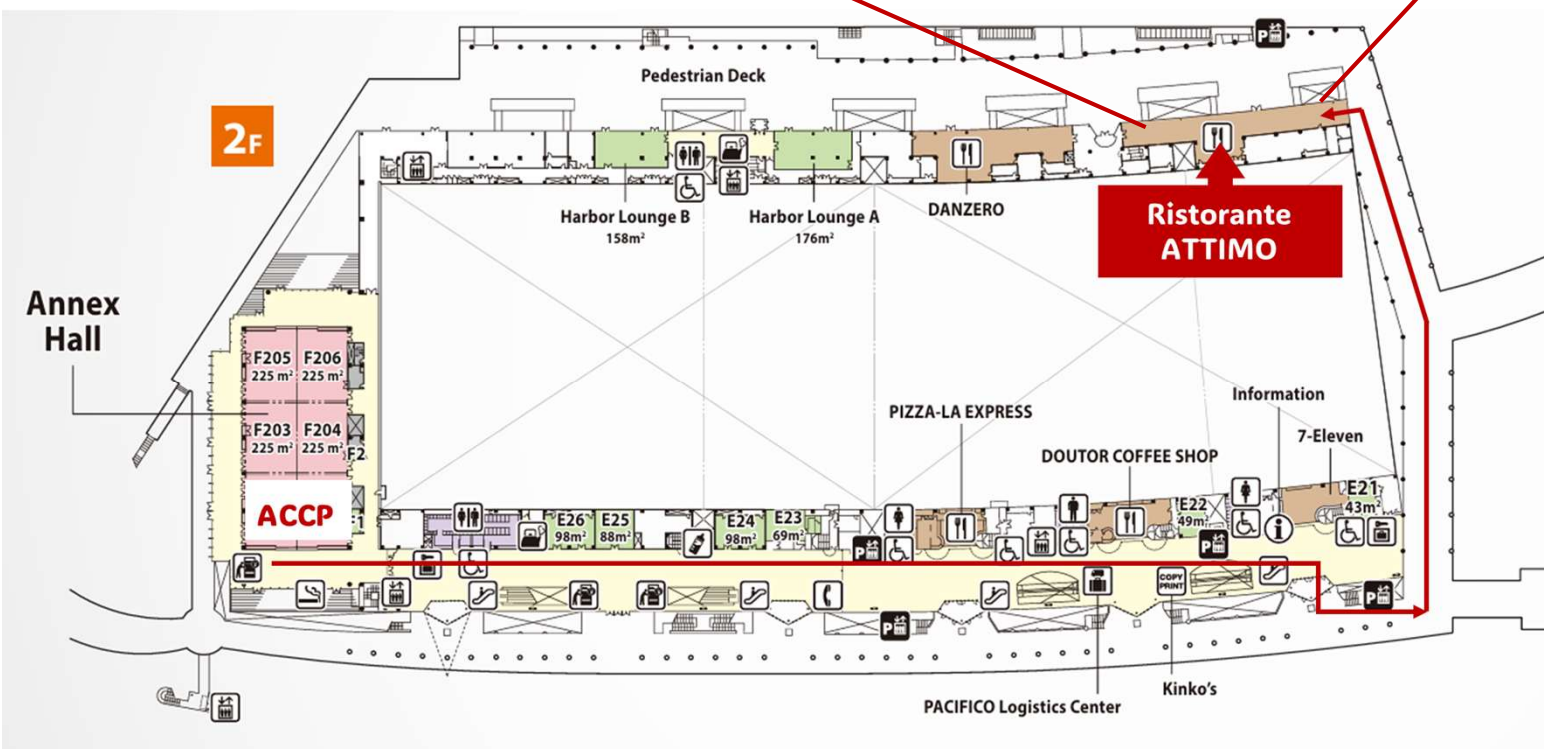 Pedestrian Deck
2F
Harbor Lounge B
158m²
Harbor Lounge A
176m²
DANZERO
Ristorante
ATTIMO
Annex
Hall
F205
225 m²
F206
225 m²
F203
225 m²
F204
225 m²
F2
ACCP
F1
PIZZA-LA EXPRESS
DOUTOR COFFEE SHOP
Information
7-Eleven
E26
98m²
E25
88m²
E24
98m²
E23
69m²
E22
49m²
E21
43m²
P
P
P
P
P
i
COPY
PRINT
PACIFICO Logistics Center
Kinko's